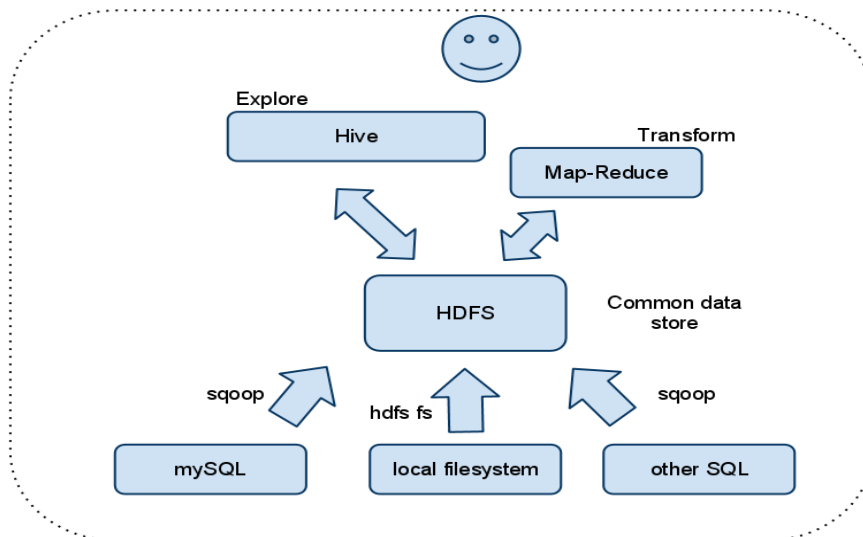 Explore
Hive
Transform
Map-Reduce
HDFS
Common data
store
sqoop
hdfs fs
sqoop
mySQL
local filesystem
other SQL